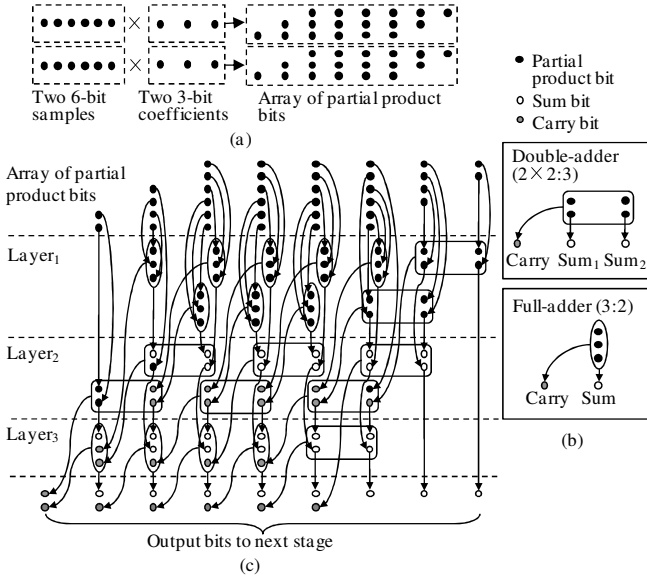 Two 6-bit
samples
Two 3-bit
coefficients
Array of partial product
bits
(a)
Partial
product bit
Sum bit
Carry bit
Array of partial
product bits
Layer1
Layer2
Layer3
Output bits to next stage
(c)
Double-adder
(2×2:3)
Carry Sum1 Sum2
Full-adder (3:2)
Carry Sum
(b)